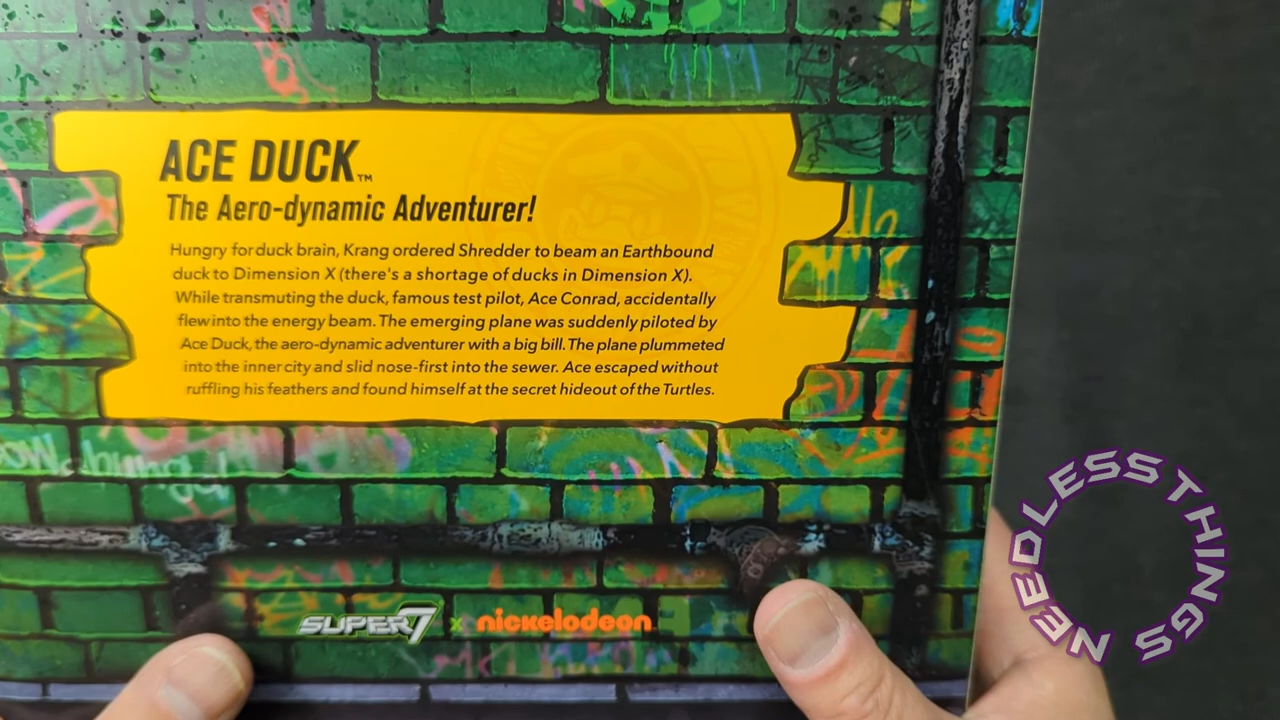 ACE DUCK™
The Aero-dynamic Adventurer!
Hungry for duck brain, Krang ordered Shredder to beam an Earthbound
duck to Dimension X (there's a shortage of ducks in Dimension X).
While transmuting the duck, famous test pilot, Ace Conrad, accidentally
flew into the energy beam. The emerging plane was suddenly piloted by
Ace Duck, the aero-dynamic adventurer with a big bill. The plane plummeted
into the inner city and slid nose-first into the sewer. Ace escaped without
ruffling his feathers and found himself at the secret hideout of the Turtles.
SUPER7 x nickelodeon
NEEDLESS THINGS